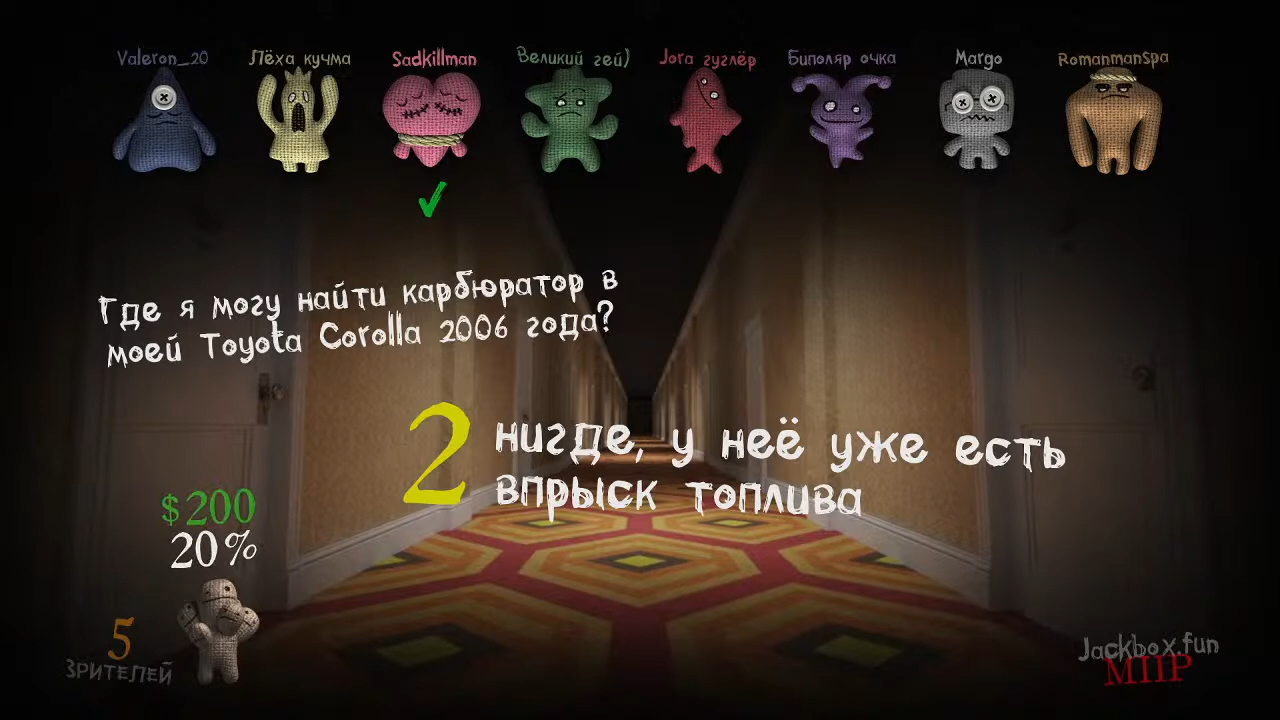 Valeron_20
Лёха кучма
Sadkillman
Великий гей)
Jora гуглёр
Биполяр очка
Margo
Romanmanspa
Где я могу найти карбюратор в
моей Toyota Corolla 2006 года?
2
нигде, у неё уже есть
впрыск топлива
$200
20%
5
ЗРИТЕЛЕЙ
Jackbox.fun
МПР